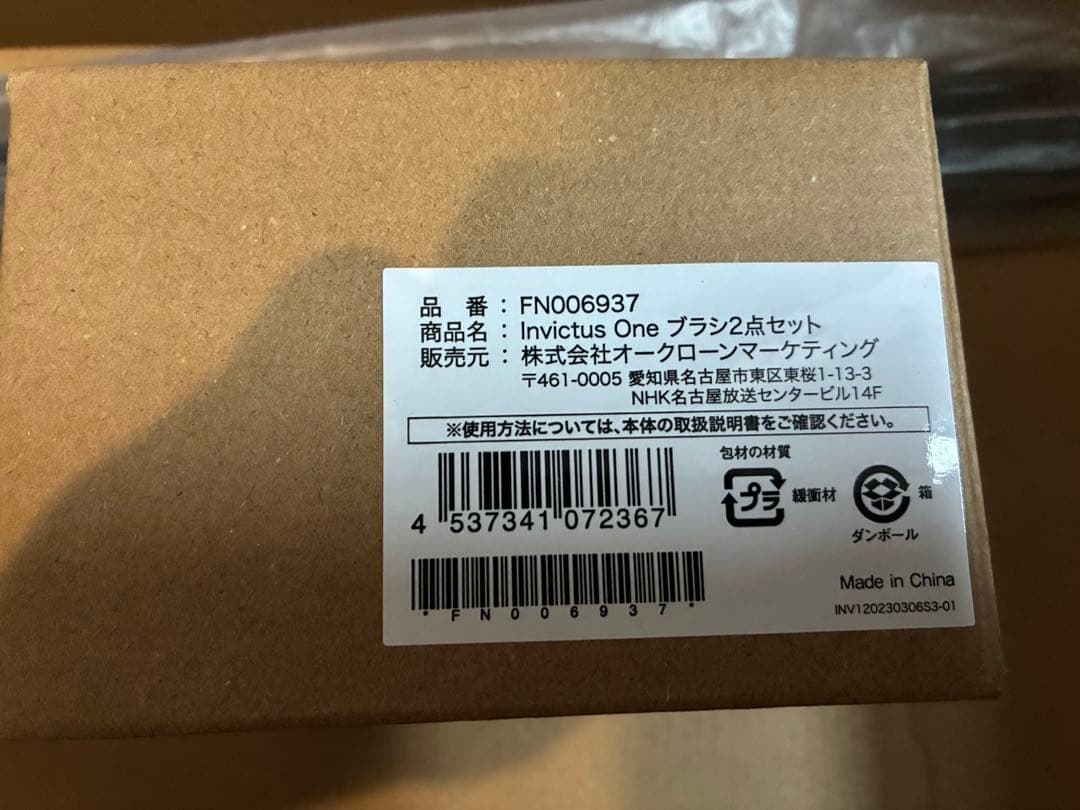 品 番 : FN006937
商品名 : Invictus One ブラシ2点セット
販売元 : 株式会社オークローンマーケティング
〒461-0005 愛知県名古屋市東区東桜1-13-3
NHK名古屋放送センタービル14F
※使用方法については、本体の取扱説明書をご確認ください。
包材の材質
プラ 緩衝材 箱
ダンボール
4 537341 072367
*FN006937*
Made in China
INV120230306S3-01